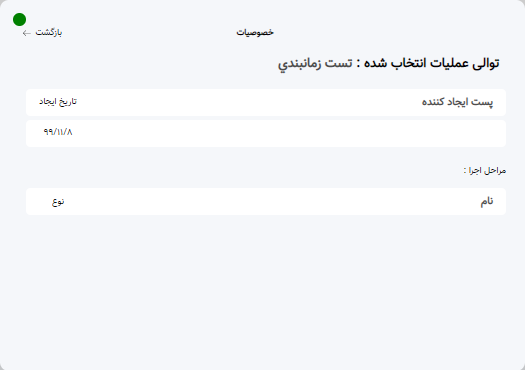 خصوصیات
بازگشت
توالی عملیات انتخاب شده : تست زمانبندي
پست ایجاد کننده تاریخ ایجاد
۹۹/۱۱/۸
مراحل اجرا :
نام نوع